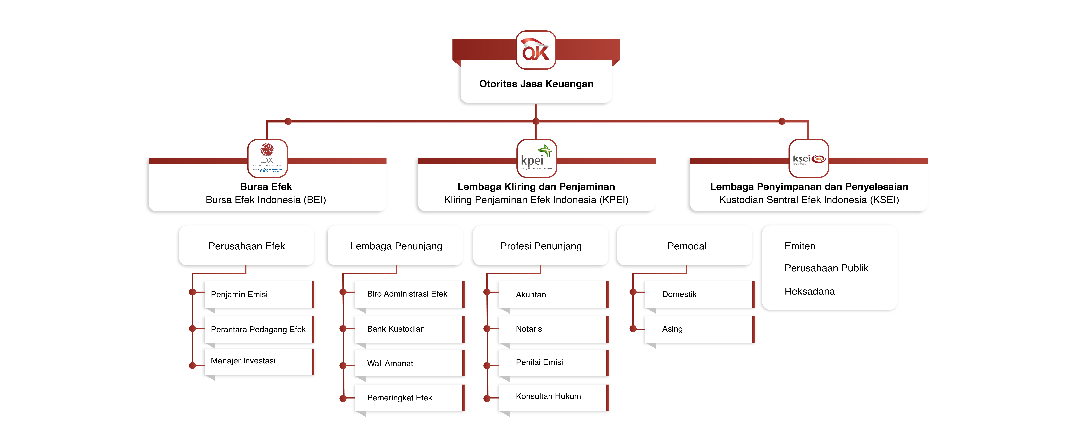 OJK
Otoritas Jasa Keuangan
IDX
kpei
ksei
Bursa Efek
Bursa Efek Indonesia (BEI)
Lembaga Kliring dan Penjaminan
Kliring Penjaminan Efek Indonesia (KPEI)
Lembaga Penyimpanan dan Penyelesaian
Kustodian Sentral Efek Indonesia (KSEI)
Perusahaan Efek
Penjamin Emisi
Perantara Pedagang Efek
Manajer Investasi
Lembaga Penunjang
Biro Administrasi Efek
Bank Kustodian
Wali Amanat
Pemeringkat Efek
Profesi Penunjang
Akuntan
Notaris
Penilai Emisi
Konsultan Hukum
Pemodal
Domestik
Asing
Emiten
Perusahaan Publik
Reksadana